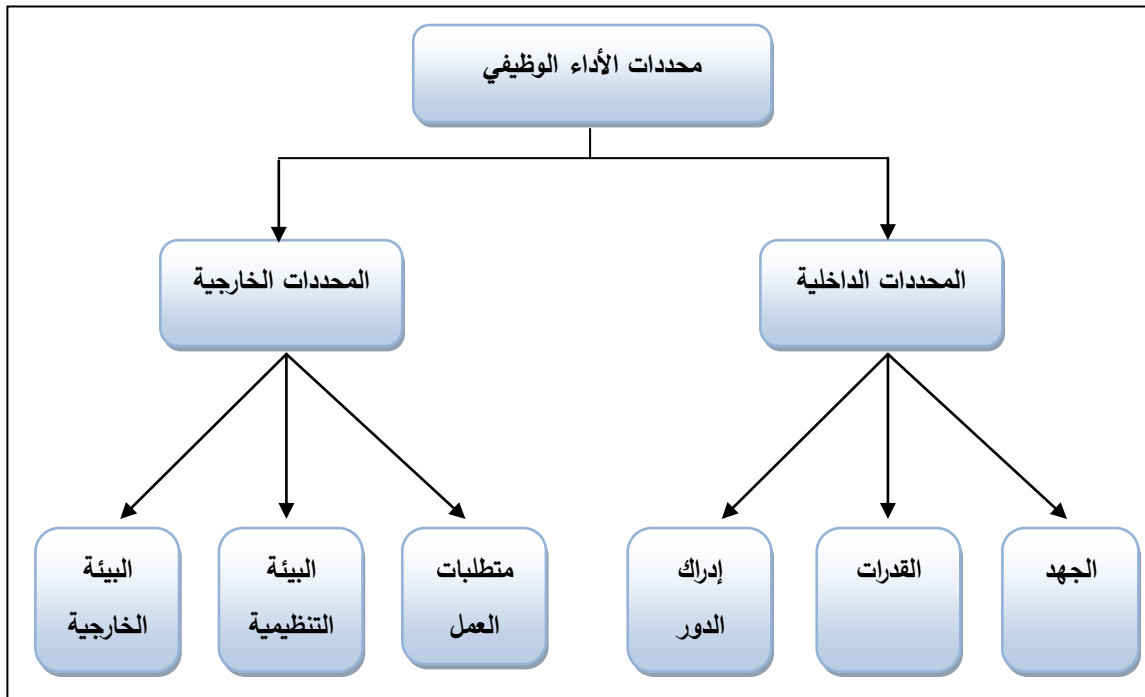 محددات الأداء الوظيفي
المحددات الداخلية
المحددات الخارجية
الجهد
القدرات
إدراك
الدور
متطلبات
العمل
البيئة
التنظيمية
البيئة
الخارجية